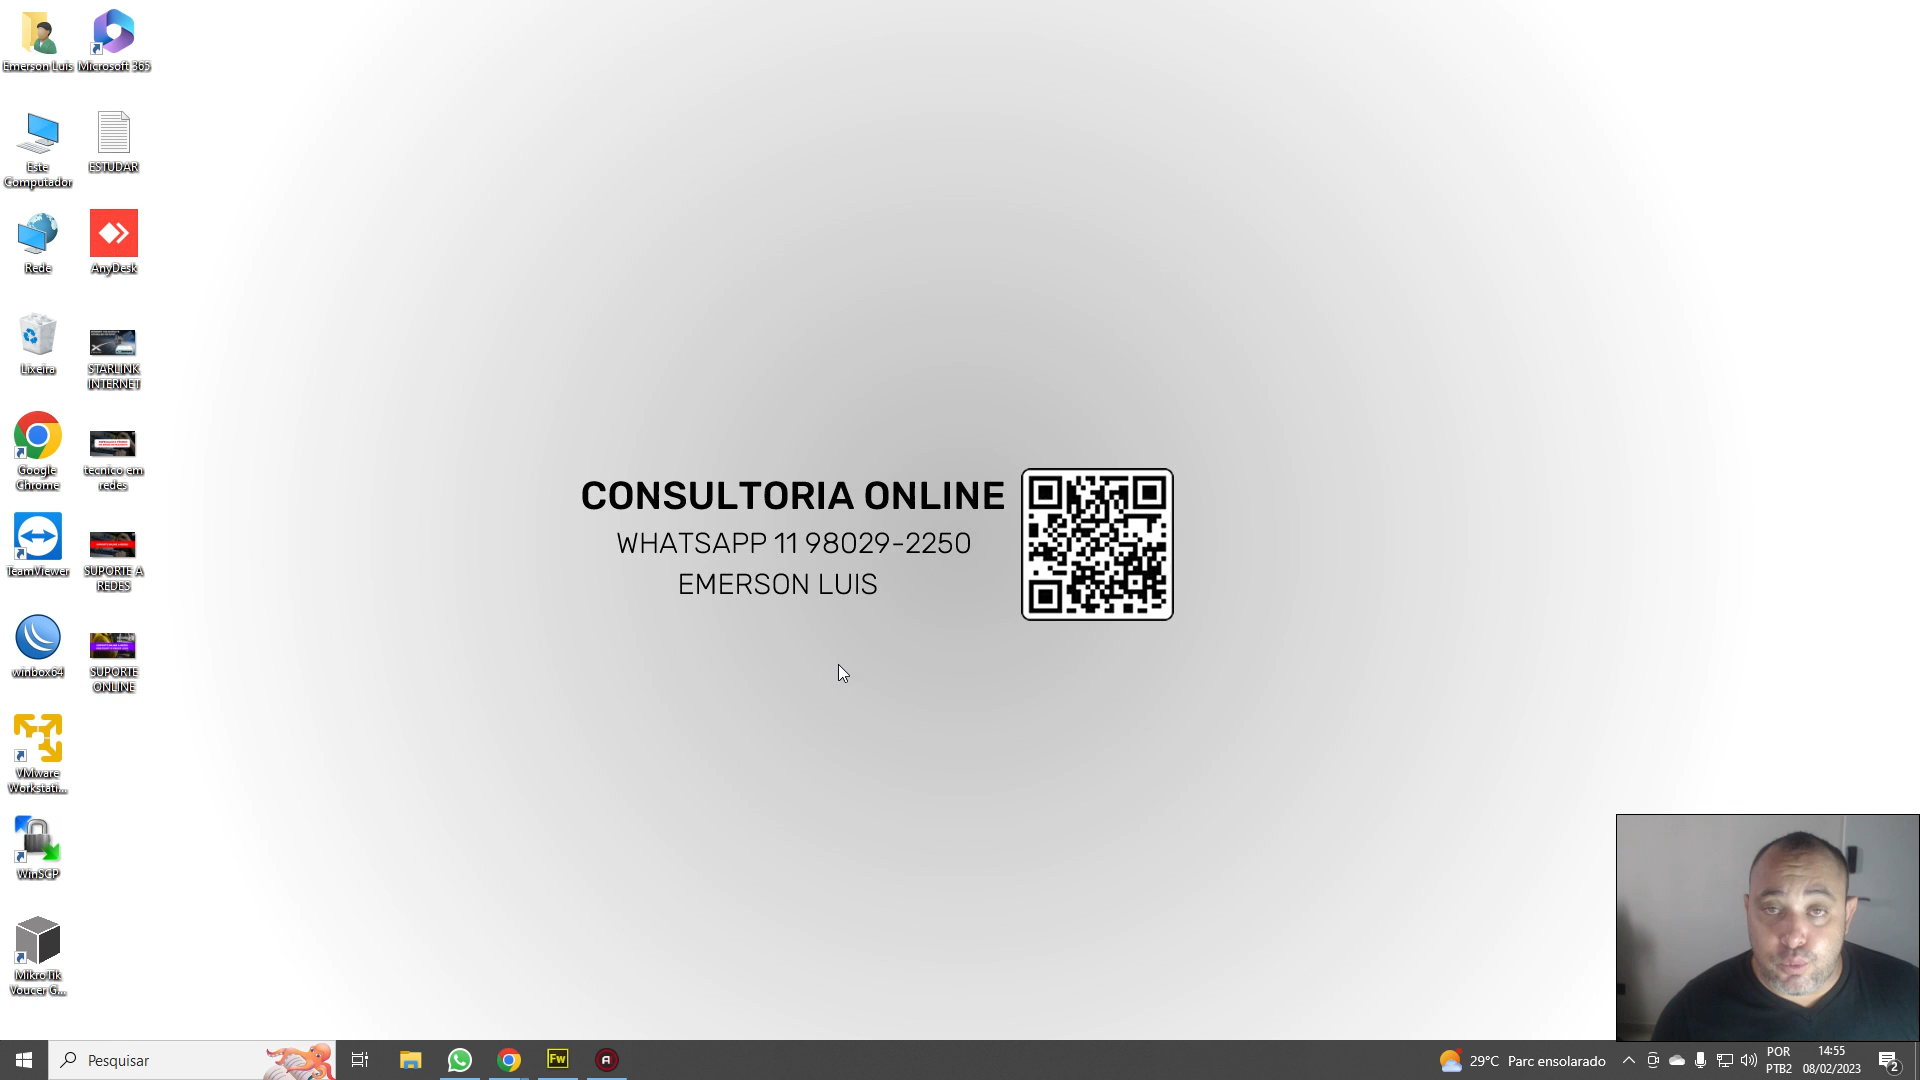 Emerson Luis
Microsoft 365
Este
Computador
ESTUDAR
Rede
AnyDesk
Lixeira
STARLINK
INTERNET
Google
Chrome
tecnico em
redes
TeamViewer
SUPORTE A
REDES
winbox64
SUPORTE
ONLINE
VMware
Workstati...
WinSCP
MikroTik
Voucer G...
CONSULTORIA ONLINE
WHATSAPP 11 98029-2250
EMERSON LUIS
Pesquisar
Fw
29°C Parc ensolarado
POR
PTB2
14:55
08/02/2023
2